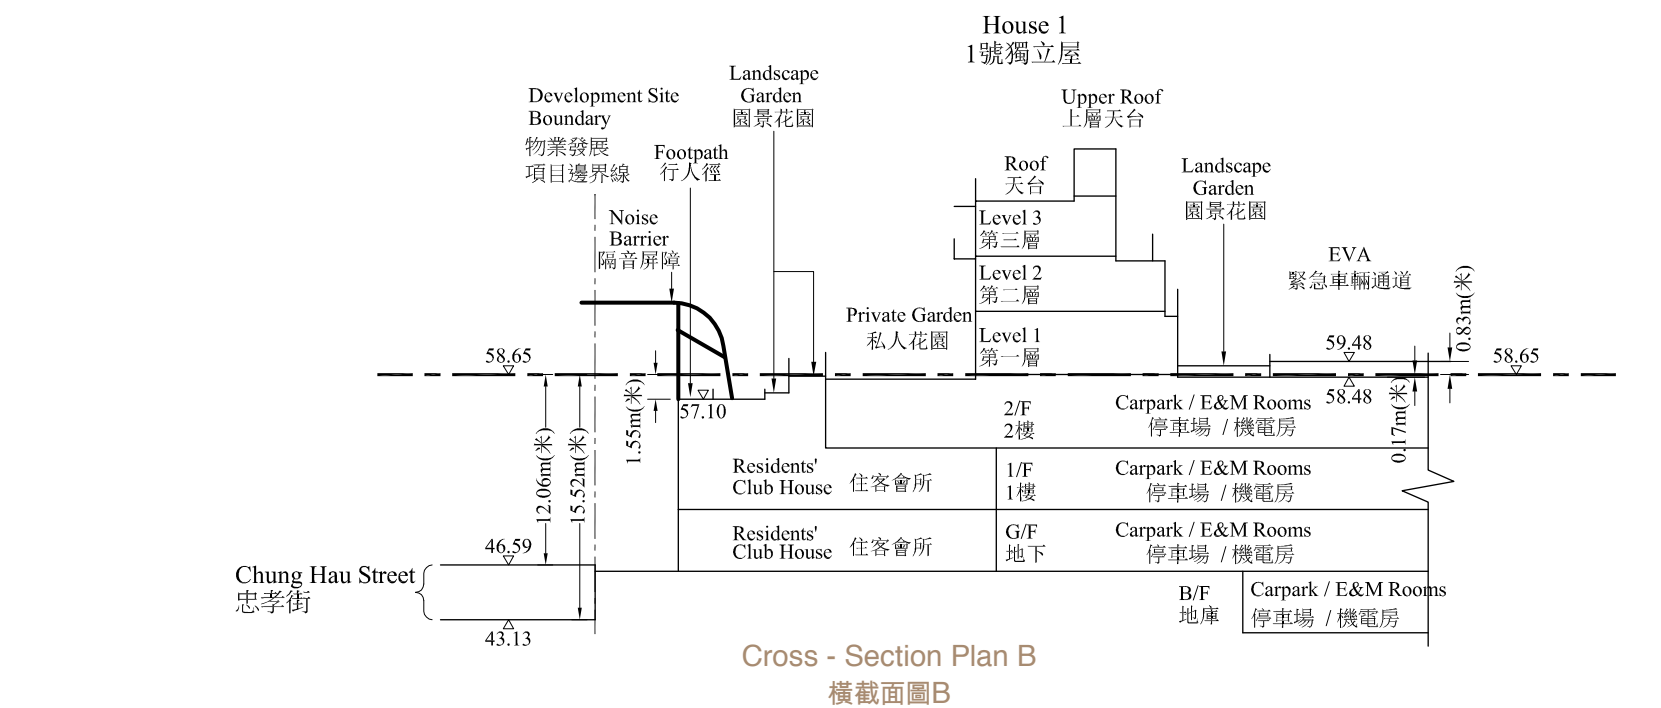 House 1
1號獨立屋
Landscape
Garden
園景花園
Development Site
Boundary
物業發展
項目邊界線
Footpath
行人徑
Upper Roof
上層天台
Roof
天台
Landscape
Garden
園景花園
Noise
Barrier
隔音屏障
Level 3
第三層
Level 2
第二層
Level 1
第一層
Private Garden
私人花園
EVA
緊急車輛通道
0.83m(米)
58.65
59.48
58.65
57.10
58.48
1.55m(米)
0.17m(米)
12.06m(米)
15.52m(米)
2/F
2樓
Carpark / E&M Rooms
停車場 / 機電房
Residents'
Club House 住客會所
1/F
1樓
Carpark / E&M Rooms
停車場 / 機電房
Residents'
Club House 住客會所
G/F
地下
Carpark / E&M Rooms
停車場 / 機電房
46.59
Chung Hau Street
忠孝街
43.13
B/F
地庫
Carpark / E&M Rooms
停車場 / 機電房
Cross - Section Plan B
橫截面圖B